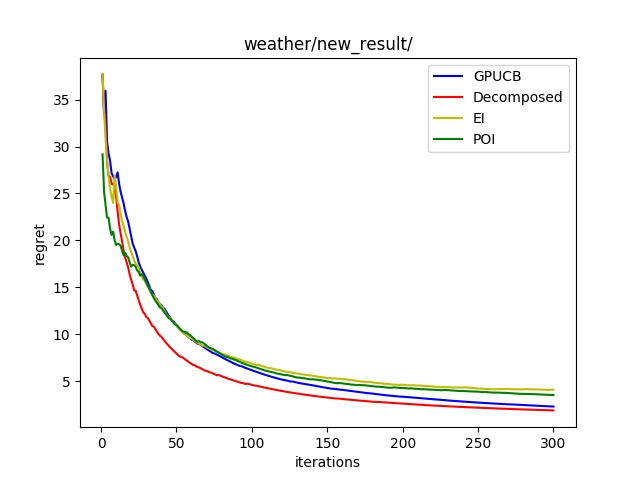 weather/new_result/
regret
35
30
25
20
15
10
5
GPUCB
Decomposed
EI
POI
0 50 100 150 200 250 300
iterations